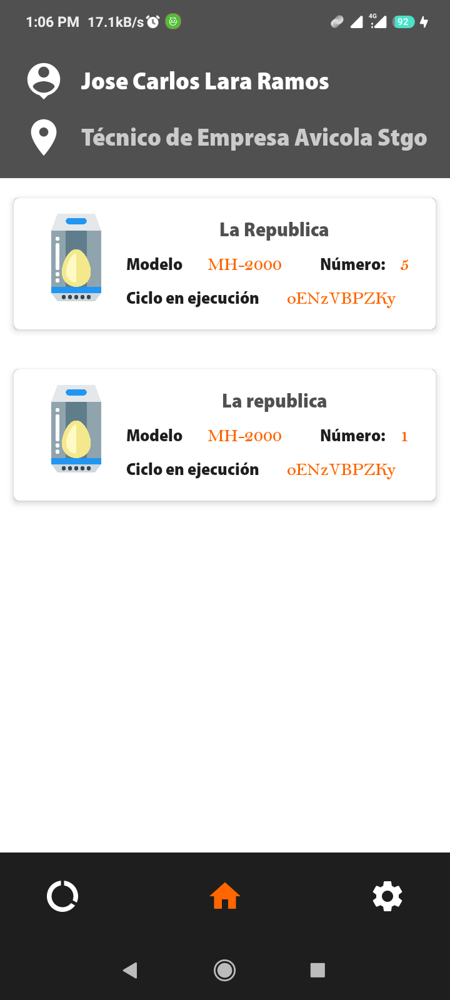 1:06 PM 17.1kB/s 4G 92
Jose Carlos Lara Ramos
Técnico de Empresa Avicola Stgo
La Republica
Modelo MH-2000 Número: 5
Ciclo en ejecución oENzVBPZKy
La republica
Modelo MH-2000 Número: 1
Ciclo en ejecución oENzVBPZKy